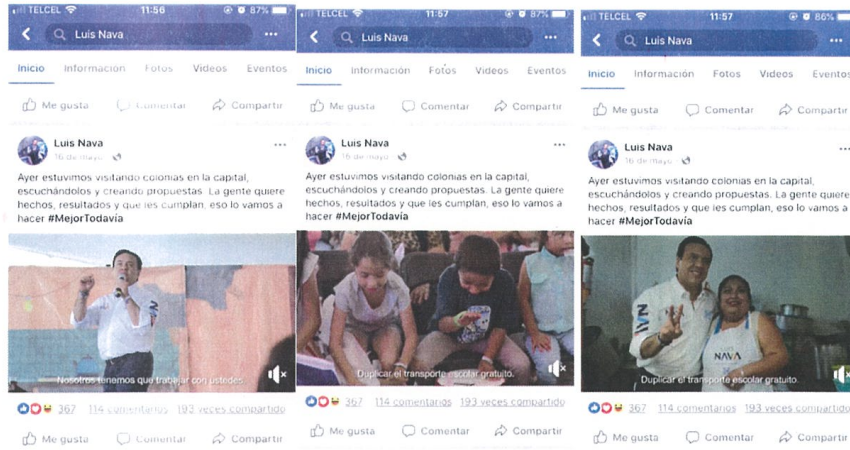 TELCEL 11:56 87%
Luis Nava
Inicio Información Fotos Videos Eventos
Me gusta Comentar Compartir
Luis Nava
16 de mayo
Ayer estuvimos visitando colonias en la capital,
escuchándolos y creando propuestas. La gente quiere
hechos, resultados y que les cumplan, eso lo vamos a
hacer #MejorTodavía
Nosotros tenemos que trabajar con ustedes
367 114 comentarios 193 veces compartido
Me gusta Comentar Compartir
TELCEL 11:57 87%
Luis Nava
Inicio Información Fotos Videos Eventos
Me gusta Comentar Compartir
Luis Nava
16 de mayo
Ayer estuvimos visitando colonias en la capital,
escuchándolos y creando propuestas. La gente quiere
hechos, resultados y que les cumplan, eso lo vamos a
hacer #MejorTodavía
Duplicar el transporte escolar gratuito.
367 114 comentarios 193 veces compartido
Me gusta Comentar Compartir
TELCEL 11:57 86%
Luis Nava
Inicio Información Fotos Videos Eventos
Me gusta Comentar Compartir
Luis Nava
16 de mayo
Ayer estuvimos visitando colonias en la capital,
escuchándolos y creando propuestas. La gente quiere
hechos, resultados y que les cumplan, eso lo vamos a
hacer #MejorTodavía
NAVA
Duplicar el transporte escolar gratuito.
367 114 comentarios 193 veces compartido
Me gusta Comentar Compartir